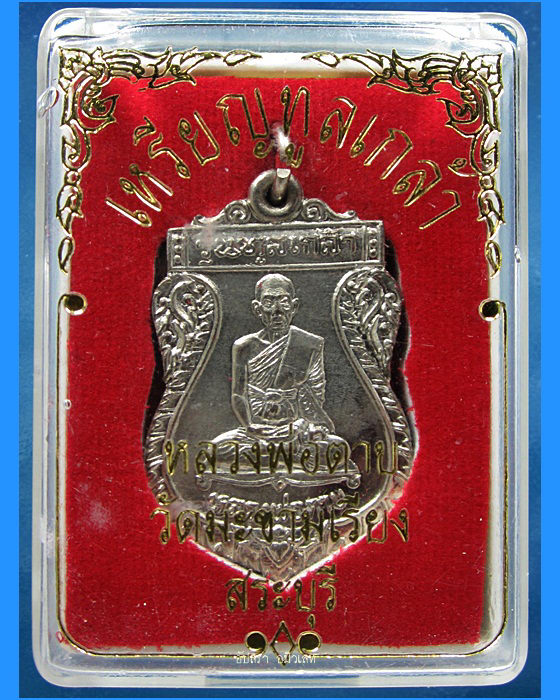 เหรียญทูลเกล้า
หลวงพ่อตาบ
วัดมะขามเรียง
สระบุรี